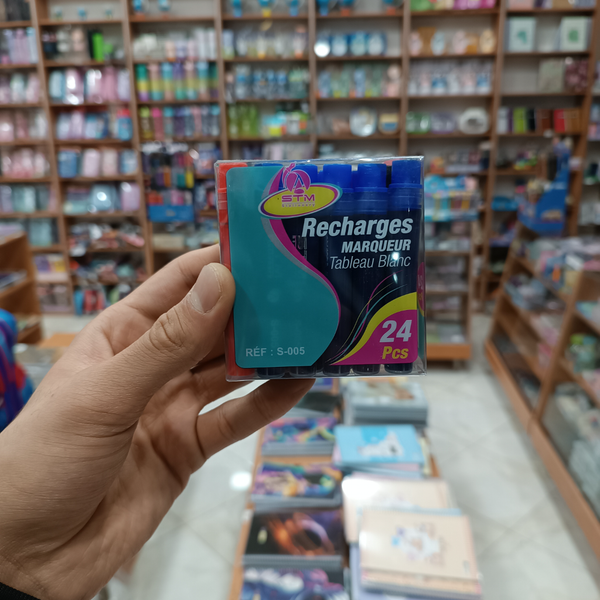 STM
Recharges
MARQUEUR
Tableau Blanc
24
Pcs
RÉF : S-005